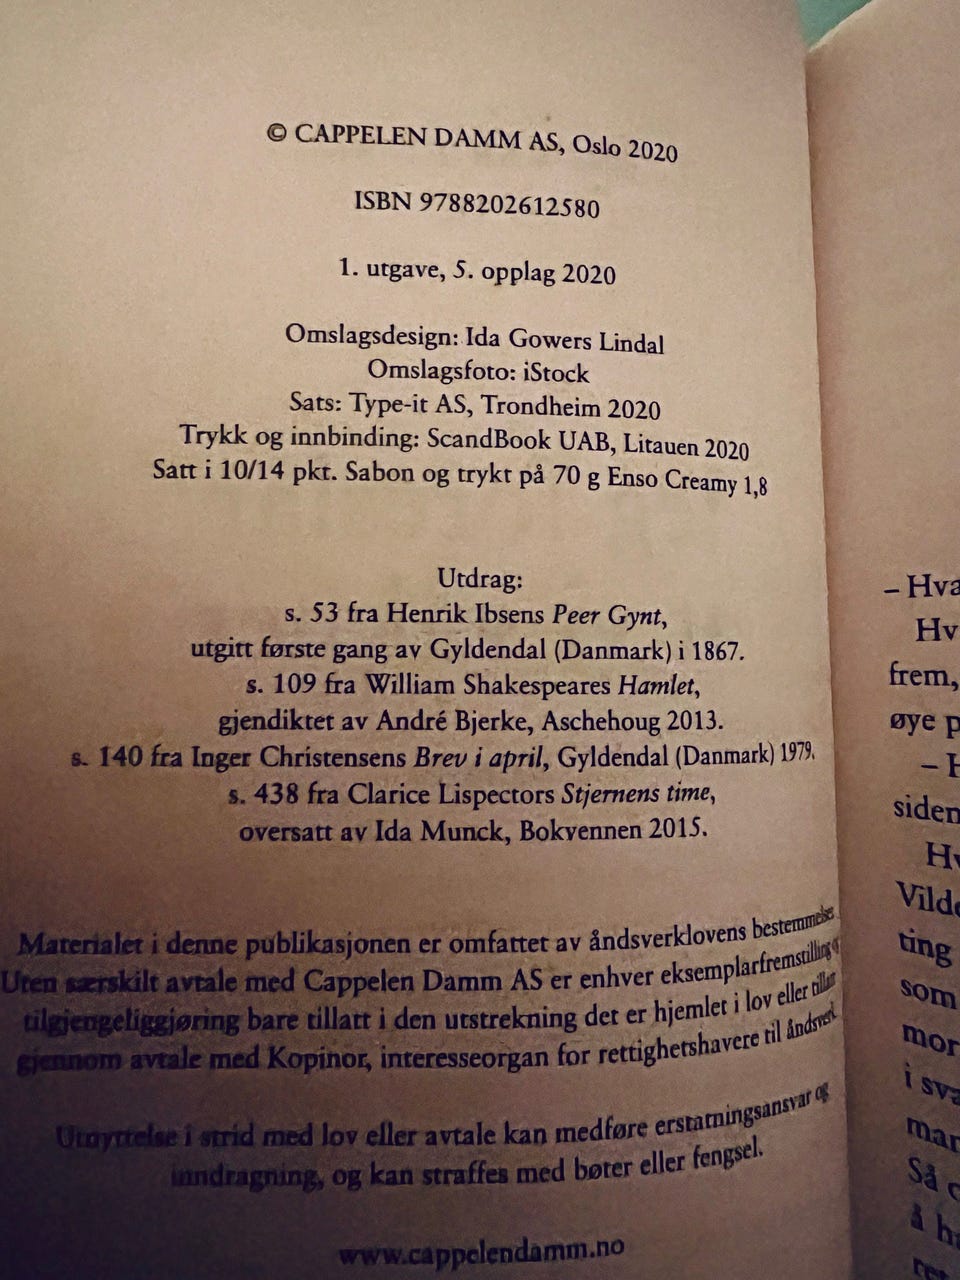 © CAPPELEN DAMM AS, Oslo 2020
ISBN 9788202612580
1. utgave, 5. opplag 2020
Omslagsdesign: Ida Gowers Lindal
Omslagsfoto: iStock
Sats: Type-it AS, Trondheim 2020
Trykk og innbinding: ScandBook UAB, Litauen 2020
Satt i 10/14 pkt. Sabon og trykt på 70 g Enso Creamy 1,8
Utdrag:
s. 53 fra Henrik Ibsens Peer Gynt,
utgitt første gang av Gyldendal (Danmark) i 1867.
s. 109 fra William Shakespeares Hamlet,
gjendiktet av André Bjerke, Aschehoug 2013.
s. 140 fra Inger Christensens Brev i april, Gyldendal (Danmark) 1979.
s. 438 fra Clarice Lispectors Stjernens time,
oversatt av Ida Munck, Bokvennen 2015.
Materialet i denne publikasjonen er omfattet av åndsverklovens bestemmelse
Uten særskilt avtale med Cappelen Damm AS er enhver eksemplarfremstilling
tilgjengeliggjøring bare tillatt i den utstrekning det er hjemlet i lov eller tillatt
gjennom avtale med Kopinor, interesseorgan for rettighetshavere til åndsverk
Utnyttelse i strid med lov eller avtale kan medføre erstatningsansvar og
inndragning, og kan straffes med bøter eller fengsel.
www.cappelendamm.no
– Hva
Hv
frem,
øye p
– H
siden
Hv
Vilde
ting
som
mor
i sva
mar
Så
å ha